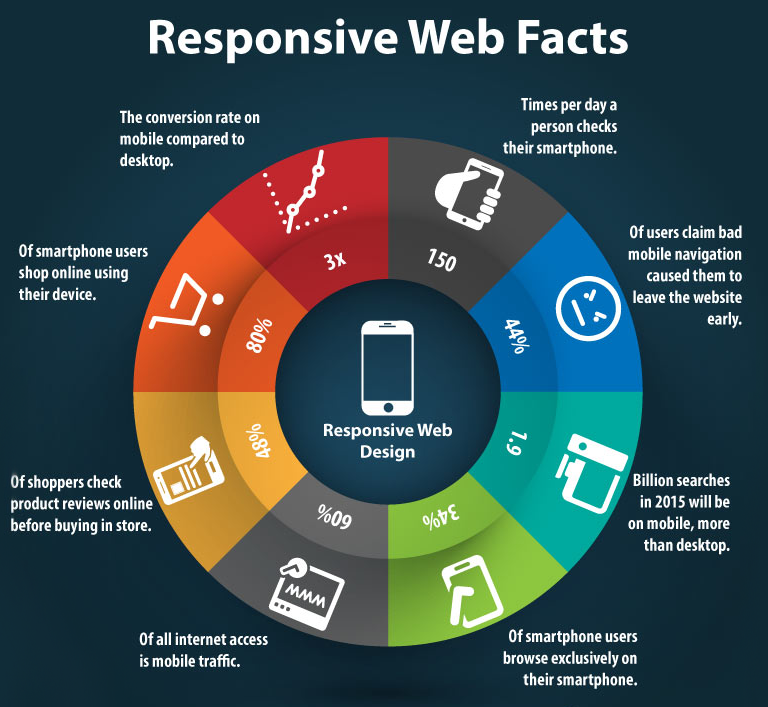 Responsive Web Facts
The conversion rate on
mobile compared to
desktop.
3x
Times per day a
person checks
their smartphone.
150
Of users claim bad
mobile navigation
caused them to
leave the website
early.
44%
Billion searches
in 2015 will be
on mobile, more
than desktop.
1.9
Of smartphone users
browse exclusively on
their smartphone.
34%
Of all internet access
is mobile traffic.
60%
Of shoppers check
product reviews online
before buying in store.
48%
Of smartphone users
shop online using
their device.
80%
Responsive Web
Design